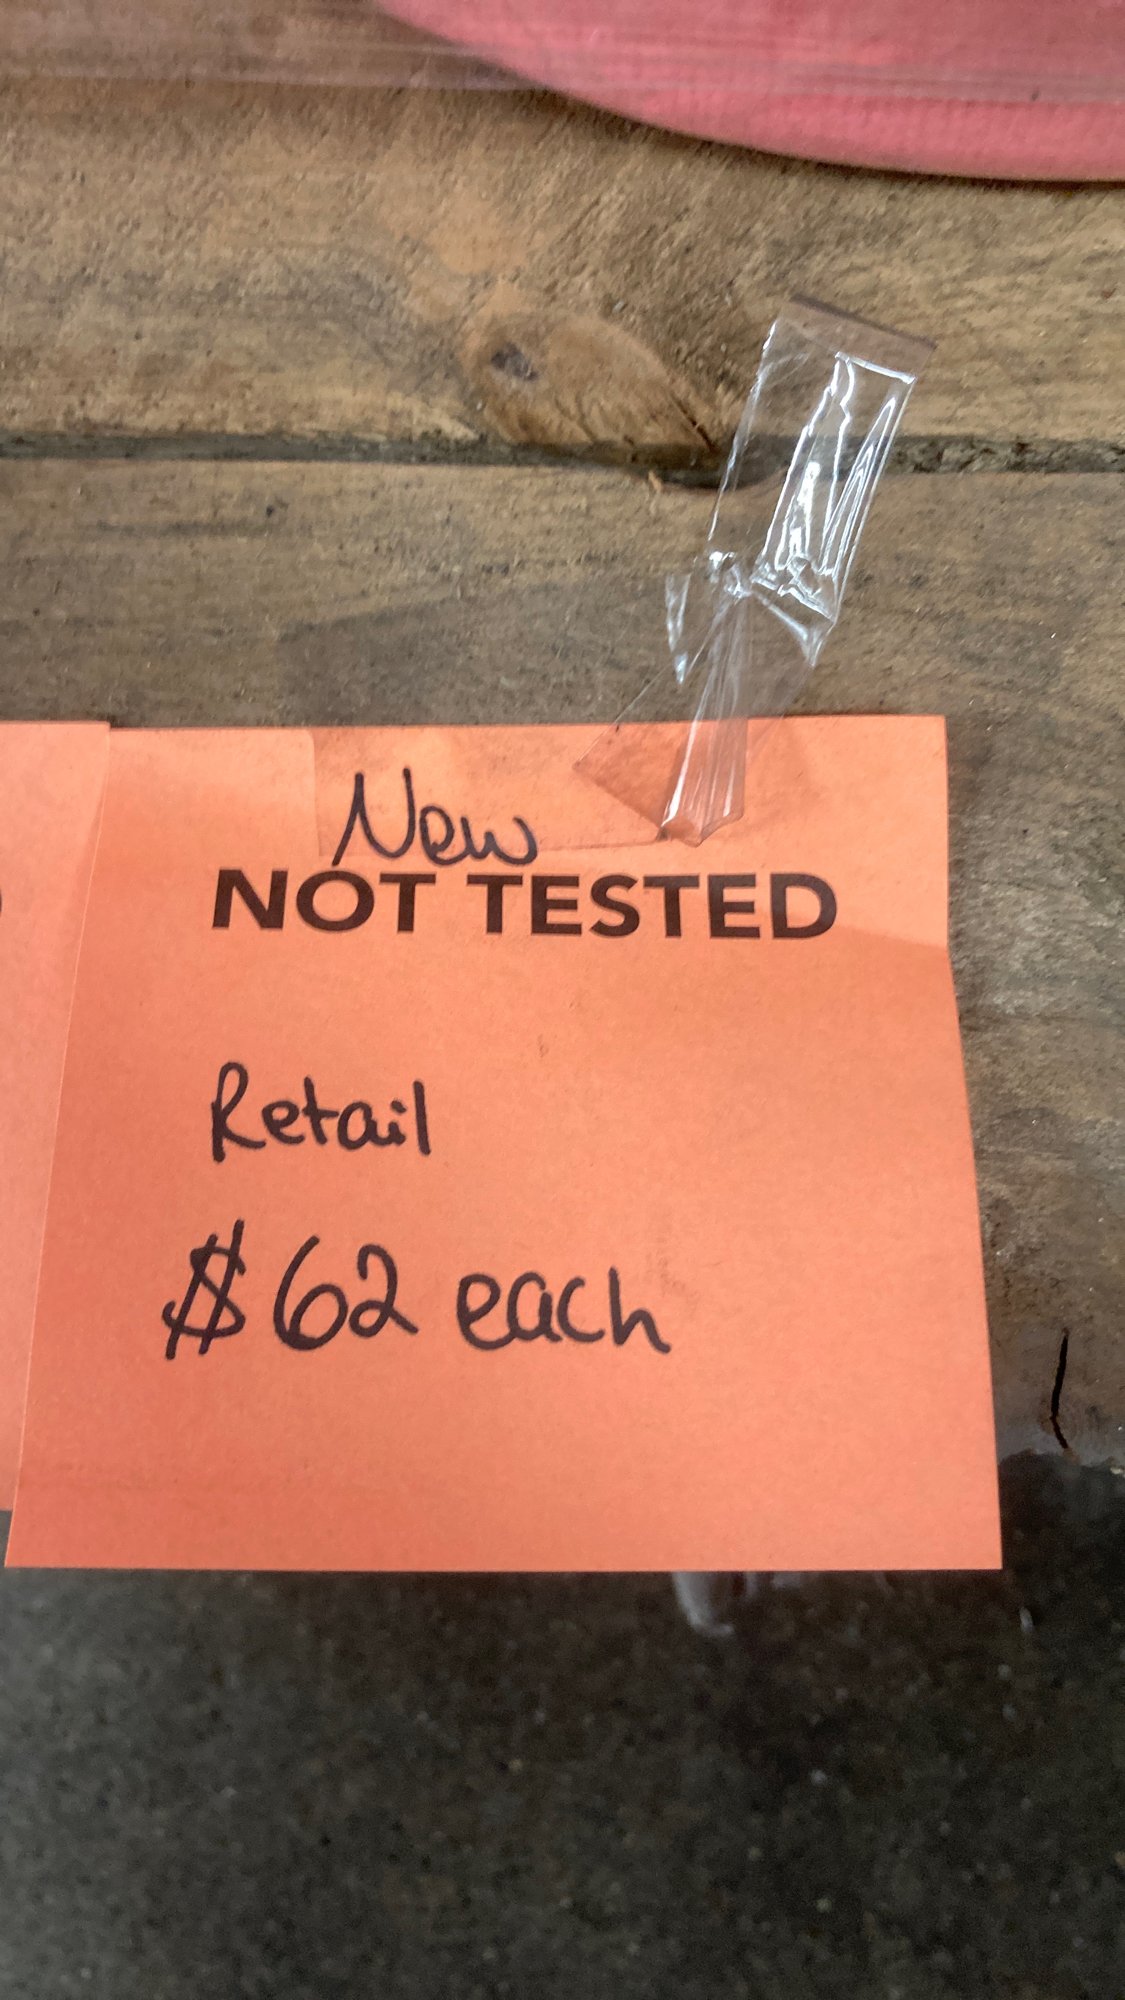 New
NOT TESTED
Retail
$62 each